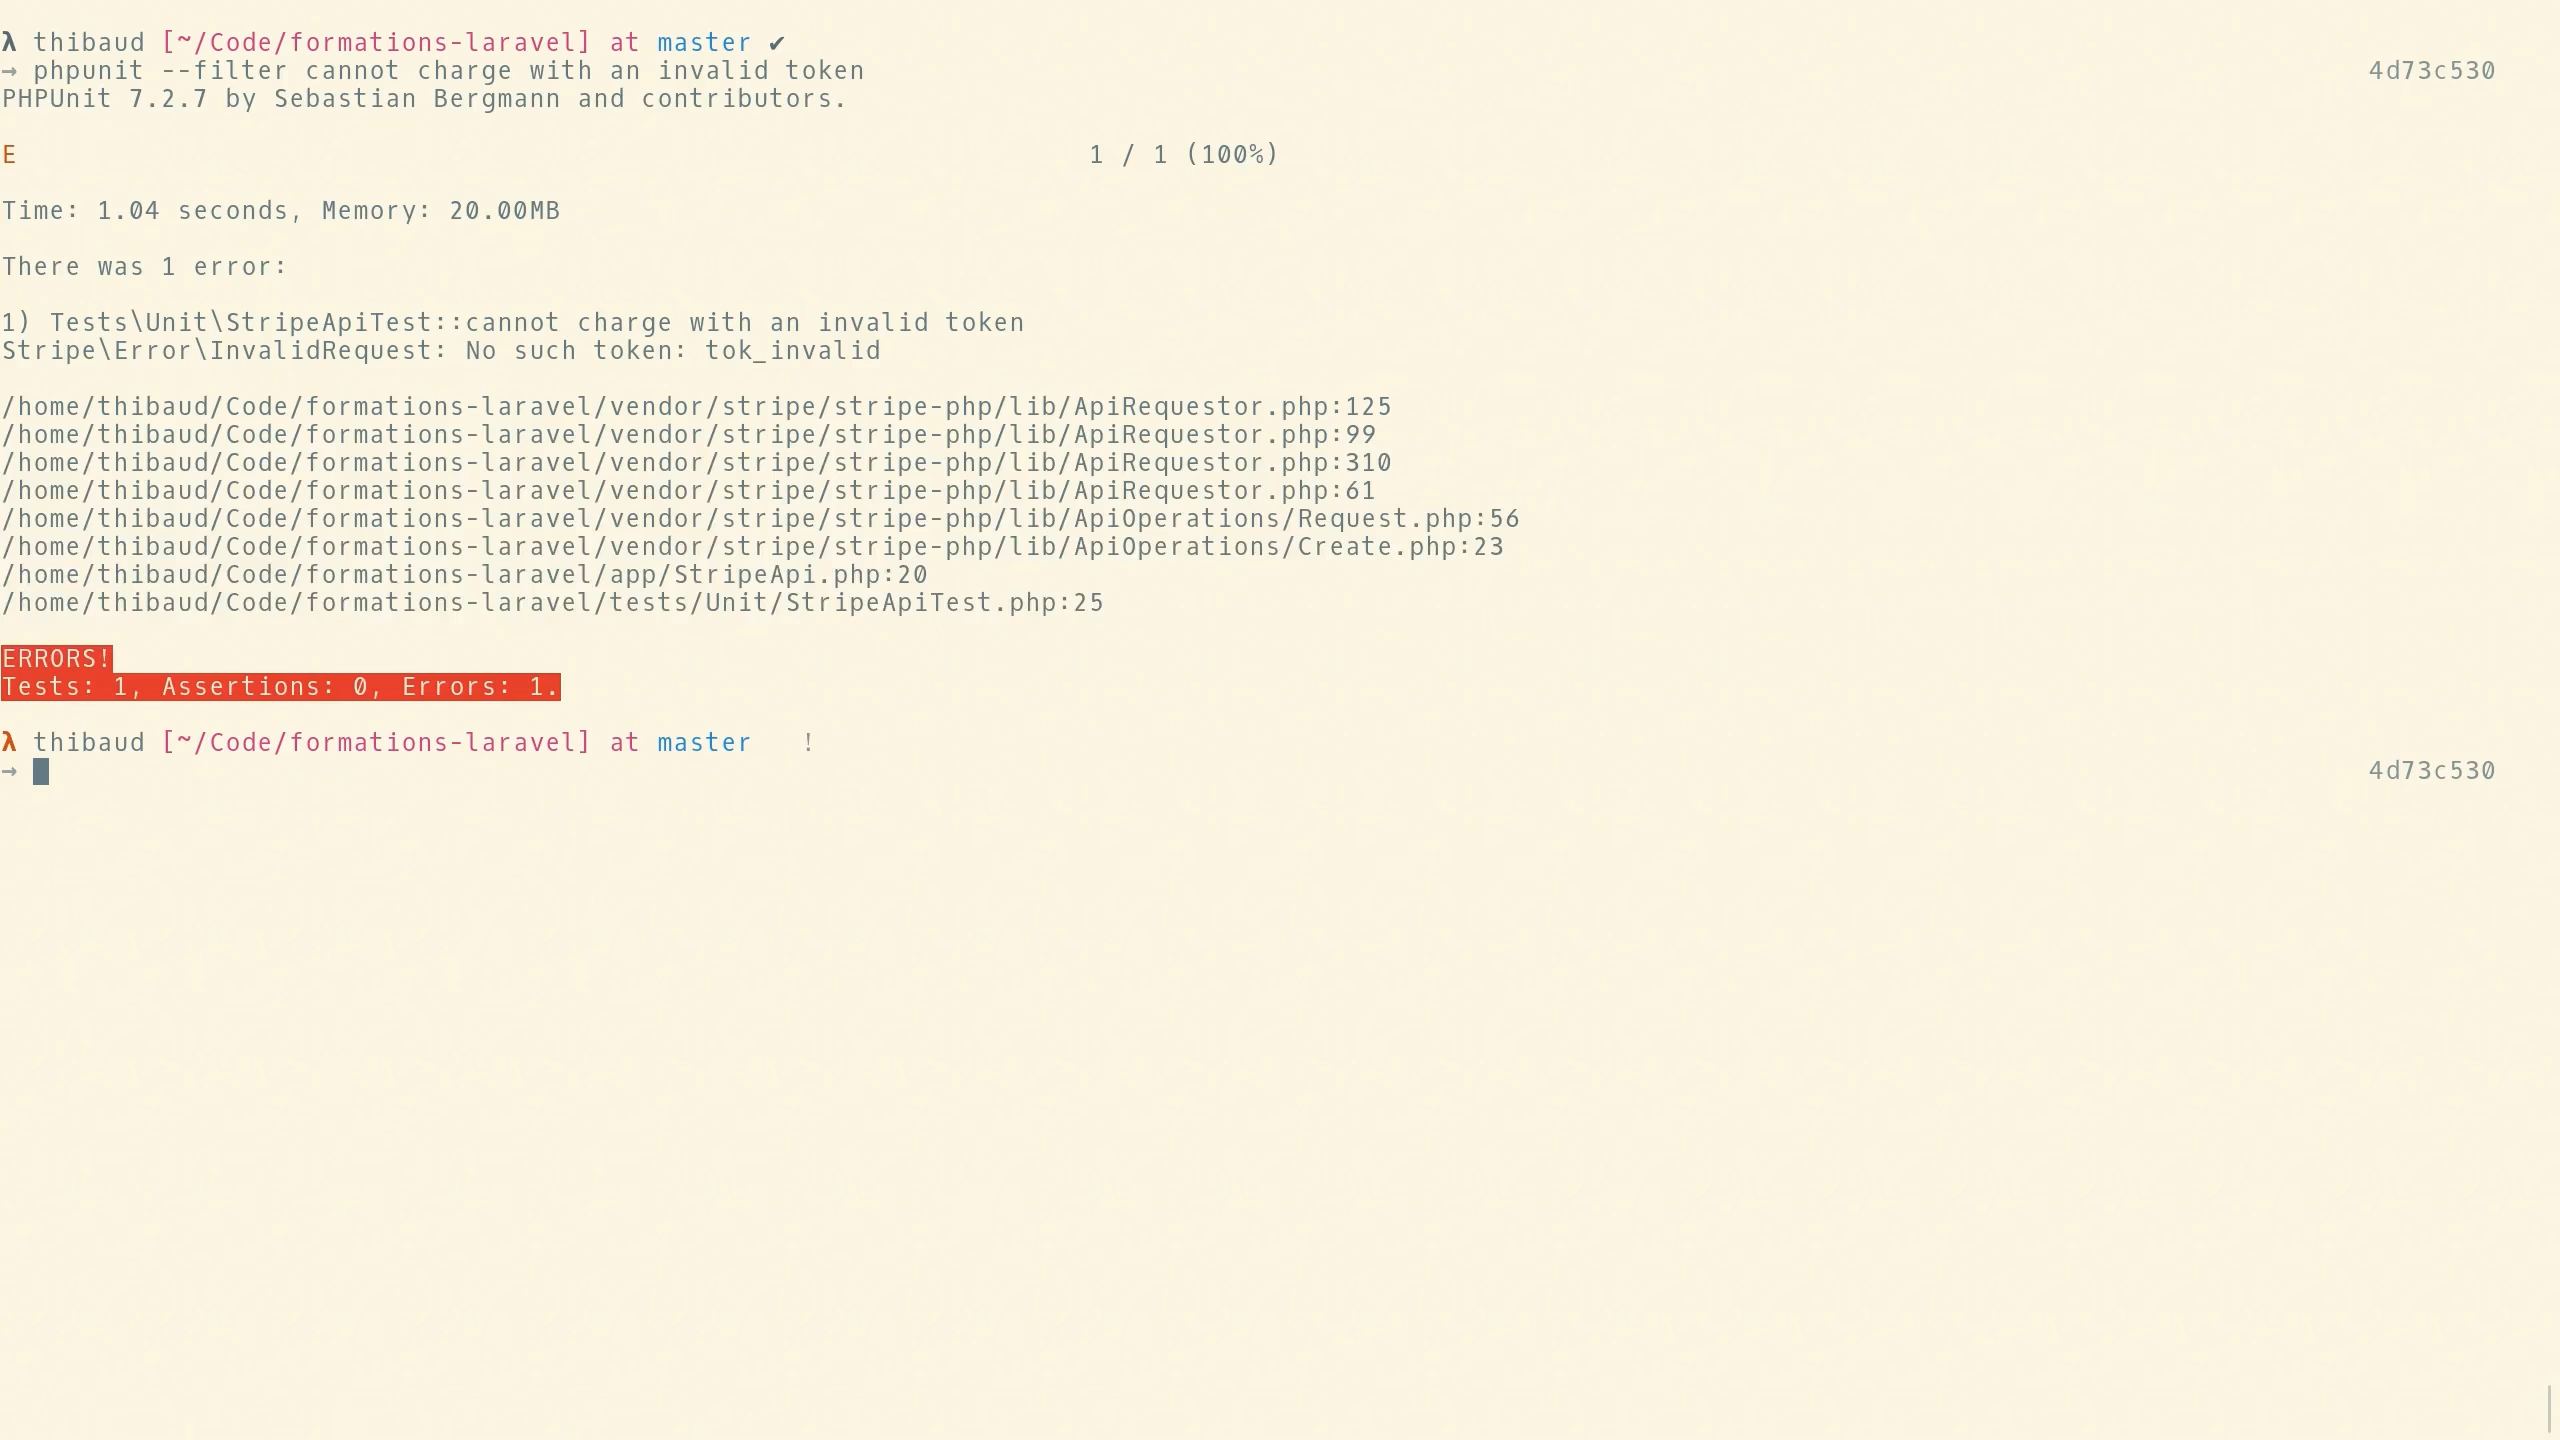 λ thibaud [~/Code/formations-laravel] at master ✔
→ phpunit --filter cannot charge with an invalid token 4d73c530
PHPUnit 7.2.7 by Sebastian Bergmann and contributors.
E 1 / 1 (100%)
Time: 1.04 seconds, Memory: 20.00MB
There was 1 error:
1) Tests\Unit\StripeApiTest::cannot charge with an invalid token
Stripe\Error\InvalidRequest: No such token: tok_invalid
/home/thibaud/Code/formations-laravel/vendor/stripe/stripe-php/lib/ApiRequestor.php:125
/home/thibaud/Code/formations-laravel/vendor/stripe/stripe-php/lib/ApiRequestor.php:99
/home/thibaud/Code/formations-laravel/vendor/stripe/stripe-php/lib/ApiRequestor.php:310
/home/thibaud/Code/formations-laravel/vendor/stripe/stripe-php/lib/ApiRequestor.php:61
/home/thibaud/Code/formations-laravel/vendor/stripe/stripe-php/lib/ApiOperations/Request.php:56
/home/thibaud/Code/formations-laravel/vendor/stripe/stripe-php/lib/ApiOperations/Create.php:23
/home/thibaud/Code/formations-laravel/app/StripeApi.php:20
/home/thibaud/Code/formations-laravel/tests/Unit/StripeApiTest.php:25
ERRORS!
Tests: 1, Assertions: 0, Errors: 1.
λ thibaud [~/Code/formations-laravel] at master !
→ 4d73c530